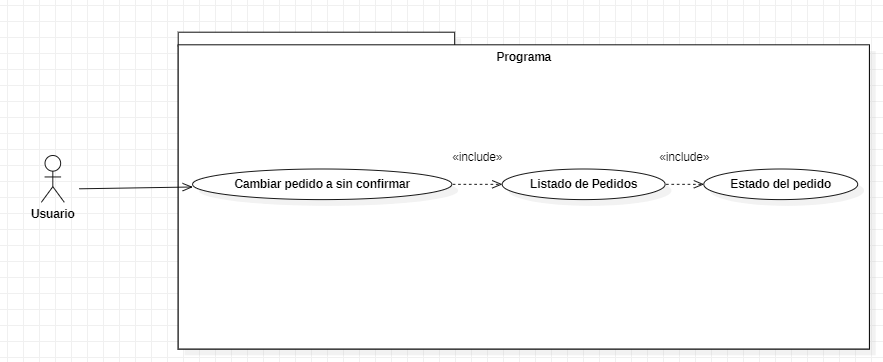 Programa
«include»
«include»
Cambiar pedido a sin confirmar
Listado de Pedidos
Estado del pedido
Usuario